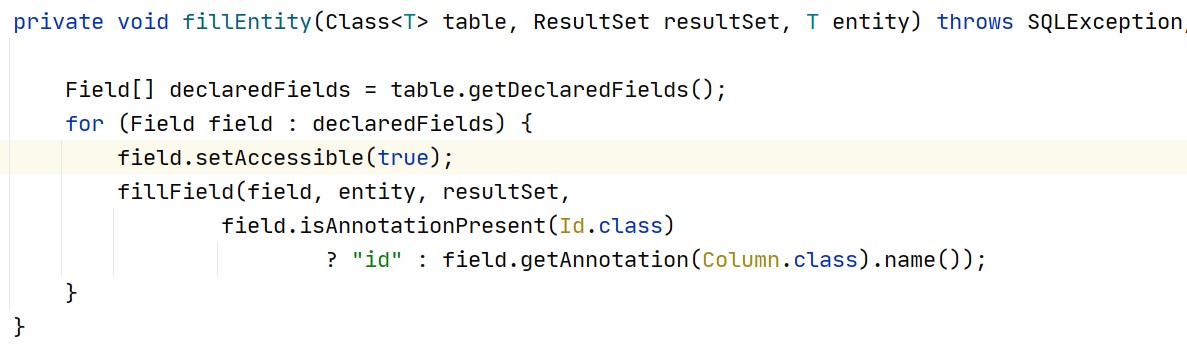 private void fillEntity(Class<T> table, ResultSet resultSet, T entity) throws SQLException,
Field[] declaredFields = table.getDeclaredFields();
for (Field field : declaredFields) {
field.setAccessible(true);
fillField(field, entity, resultSet,
field.isAnnotationPresent(Id.class)
? "id" : field.getAnnotation(Column.class).name());
}
}